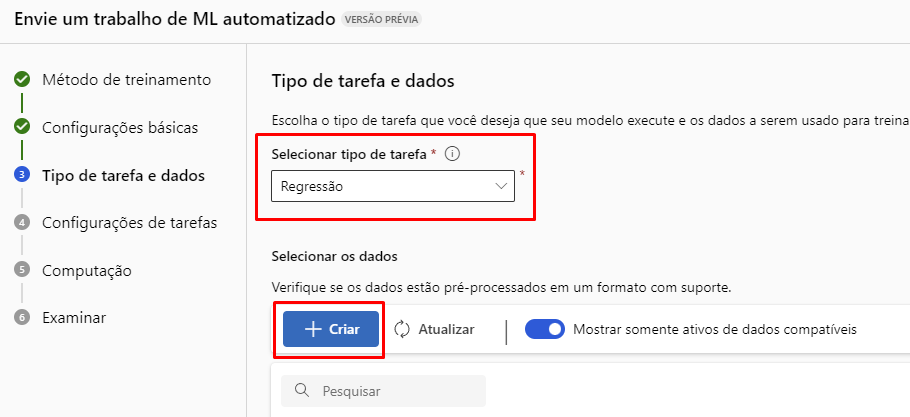 Envie um trabalho de ML automatizado VERSÃO PRÉVIA
Método de treinamento
Configurações básicas
3 Tipo de tarefa e dados
4 Configurações de tarefas
5 Computação
6 Examinar
Tipo de tarefa e dados
Escolha o tipo de tarefa que você deseja que seu modelo execute e os dados a serem usado para treina
Selecionar tipo de tarefa *
Regressão *
Selecionar os dados
Verifique se os dados estão pré-processados em um formato com suporte.
+ Criar Atualizar | Mostrar somente ativos de dados compatíveis
Pesquisar